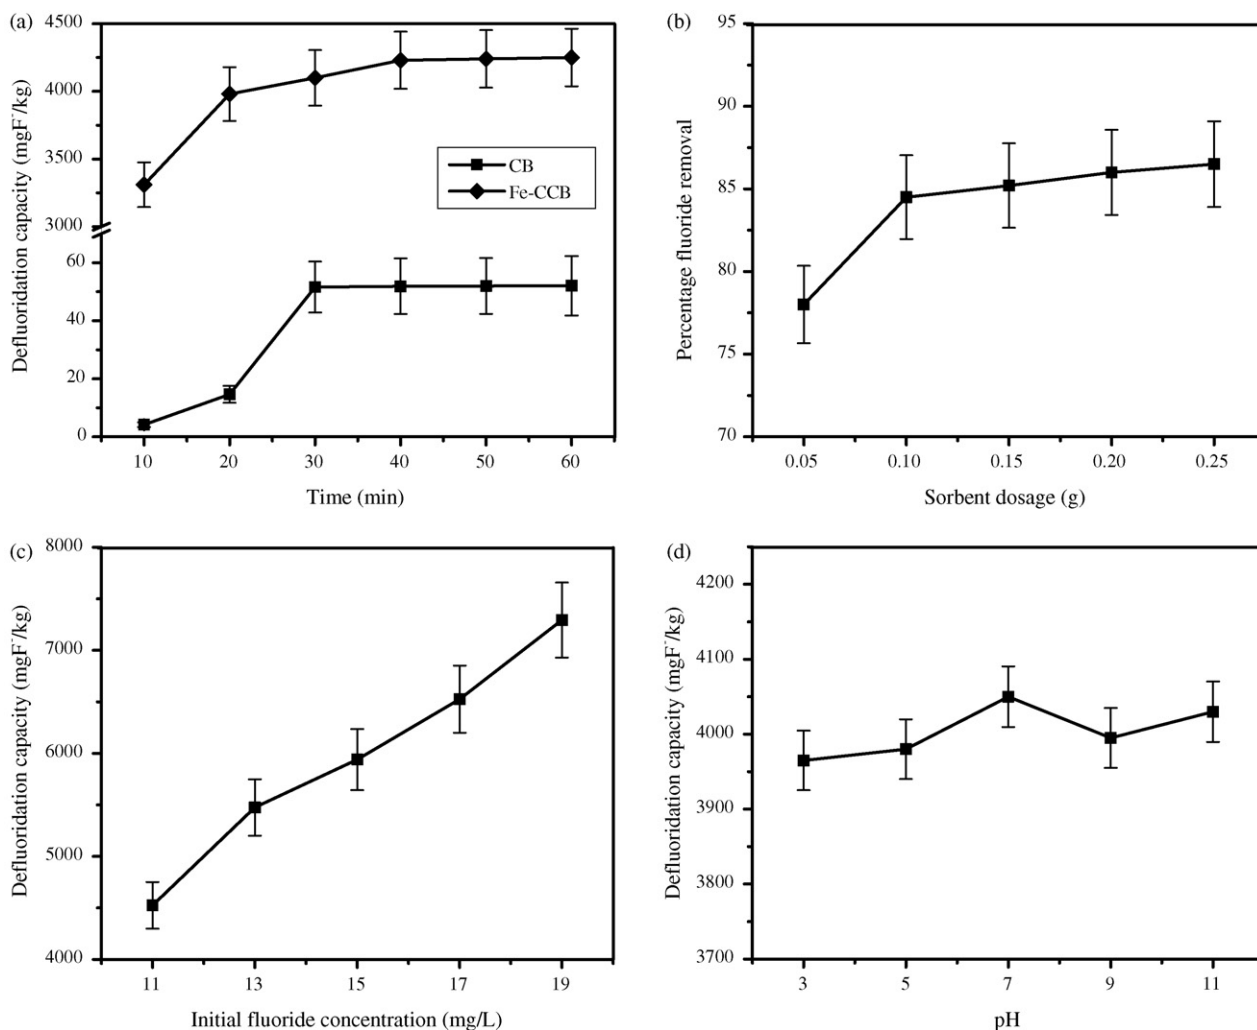 (a)
4500
4000
3500
3000
60
40
20
0
Defluoridation capacity (mgF-/kg)
CB
Fe-CCB
10 20 30 40 50 60
Time (min)
(b)
95
90
85
80
75
70
Percentage fluoride removal
0.05 0.10 0.15 0.20 0.25
Sorbent dosage (g)
(c)
8000
7000
6000
5000
4000
Defluoridation capacity (mgF-/kg)
11 13 15 17 19
Initial fluoride concentration (mg/L)
(d)
4200
4100
4000
3900
3800
3700
Defluoridation capacity (mgF-/kg)
3 5 7 9 11
pH